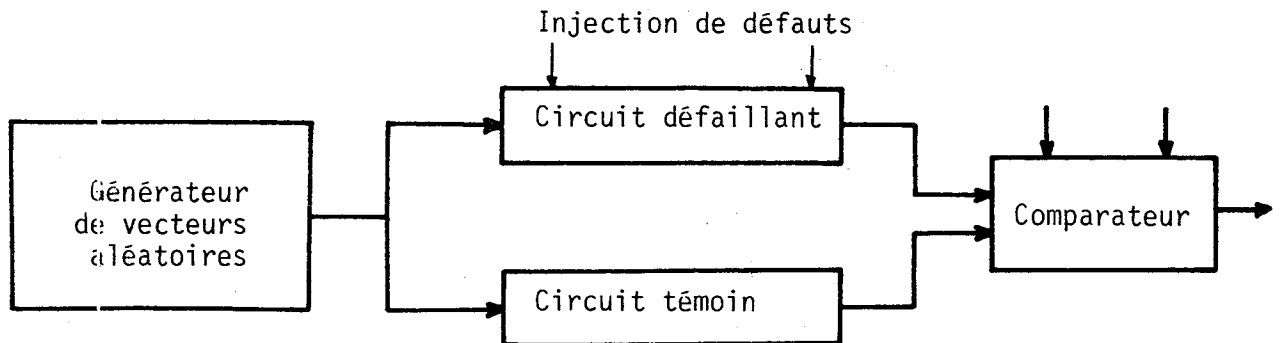 Injection de défauts
Circuit défaillant
Générateur
de vecteurs
aléatoires
Comparateur
Circuit témoin